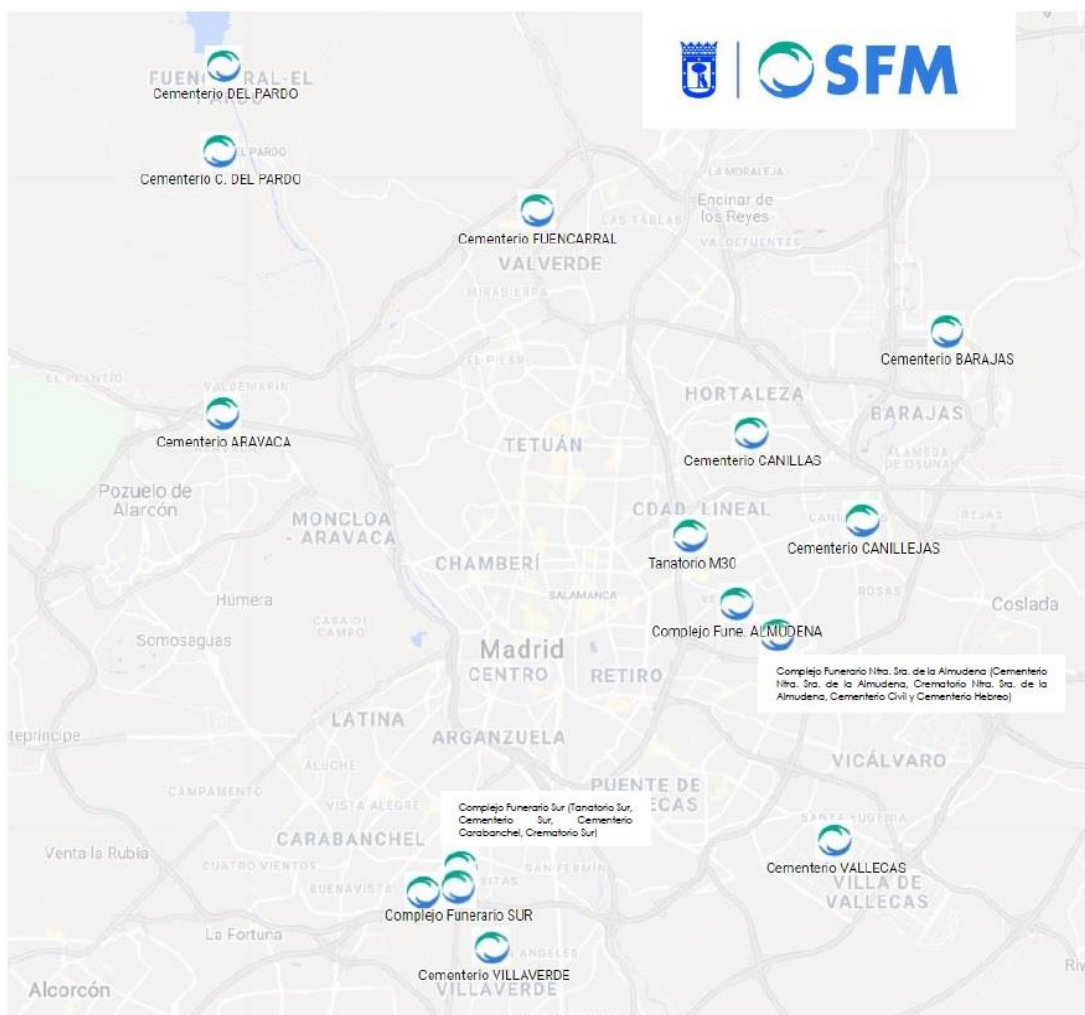 SFM
FUENCARRAL-EL
PARDO
Cementerio DEL PARDO
EL PARDO
Cementerio C. DEL PARDO
LA MORALEJA
Encinar de
los Reyes
LAS TABLAS
VALDEFUENTES
Cementerio FUENCARRAL
VALVERDE
MIRASIERRA
Cementerio BARAJAS
EL PILAR
EL PLANTÍO
VALDEMARÍN
HORTALEZA
BARAJAS
Cementerio ARAVACA
TETUÁN
Cementerio CANILLAS
ALAMEDA
DE OSUNA
Pozuelo de
Alarcón
MONCLOA
- ARAVACA
CDAD. LINEAL
REJAS
Cementerio CANILLEJAS
CHAMBERÍ
Tanatorio M30
SALAMANCA
ROSAS
Húmera
Coslada
CASA DE
CAMPO
Complejo Fune. ALMUDENA
Somosaguas
Madrid
CENTRO
RETIRO
Complejo Funerario Ntra. Sra. de la Almudena (Cementerio
Ntra. Sra. de la Almudena, Crematorio Ntra. Sra. de la
Almudena, Cementerio Civil y Cementerio Hebreo)
LATINA
teprincipe
ARGANZUELA
ALUCHE
VICÁLVARO
CAMPAMENTO
PUENTE DE
VALLECAS
VISTA ALEGRE
Complejo Funerario Sur (Tanatorio Sur,
Cementerio Sur, Cementerio
Carabanchel, Crematorio Sur)
SANTA EUGENIA
CARABANCHEL
Venta la Rubia
CUATRO VIENTOS
SAN FERMÍN
Cementerio VALLECAS
BUENAVISTA
SITAS
VILLA DE
VALLECAS
Complejo Funerario SUR
La Fortuna
ANGELES
Cementerio VILLAVERDE
VILLAVERDE
Alcorcón
Riv